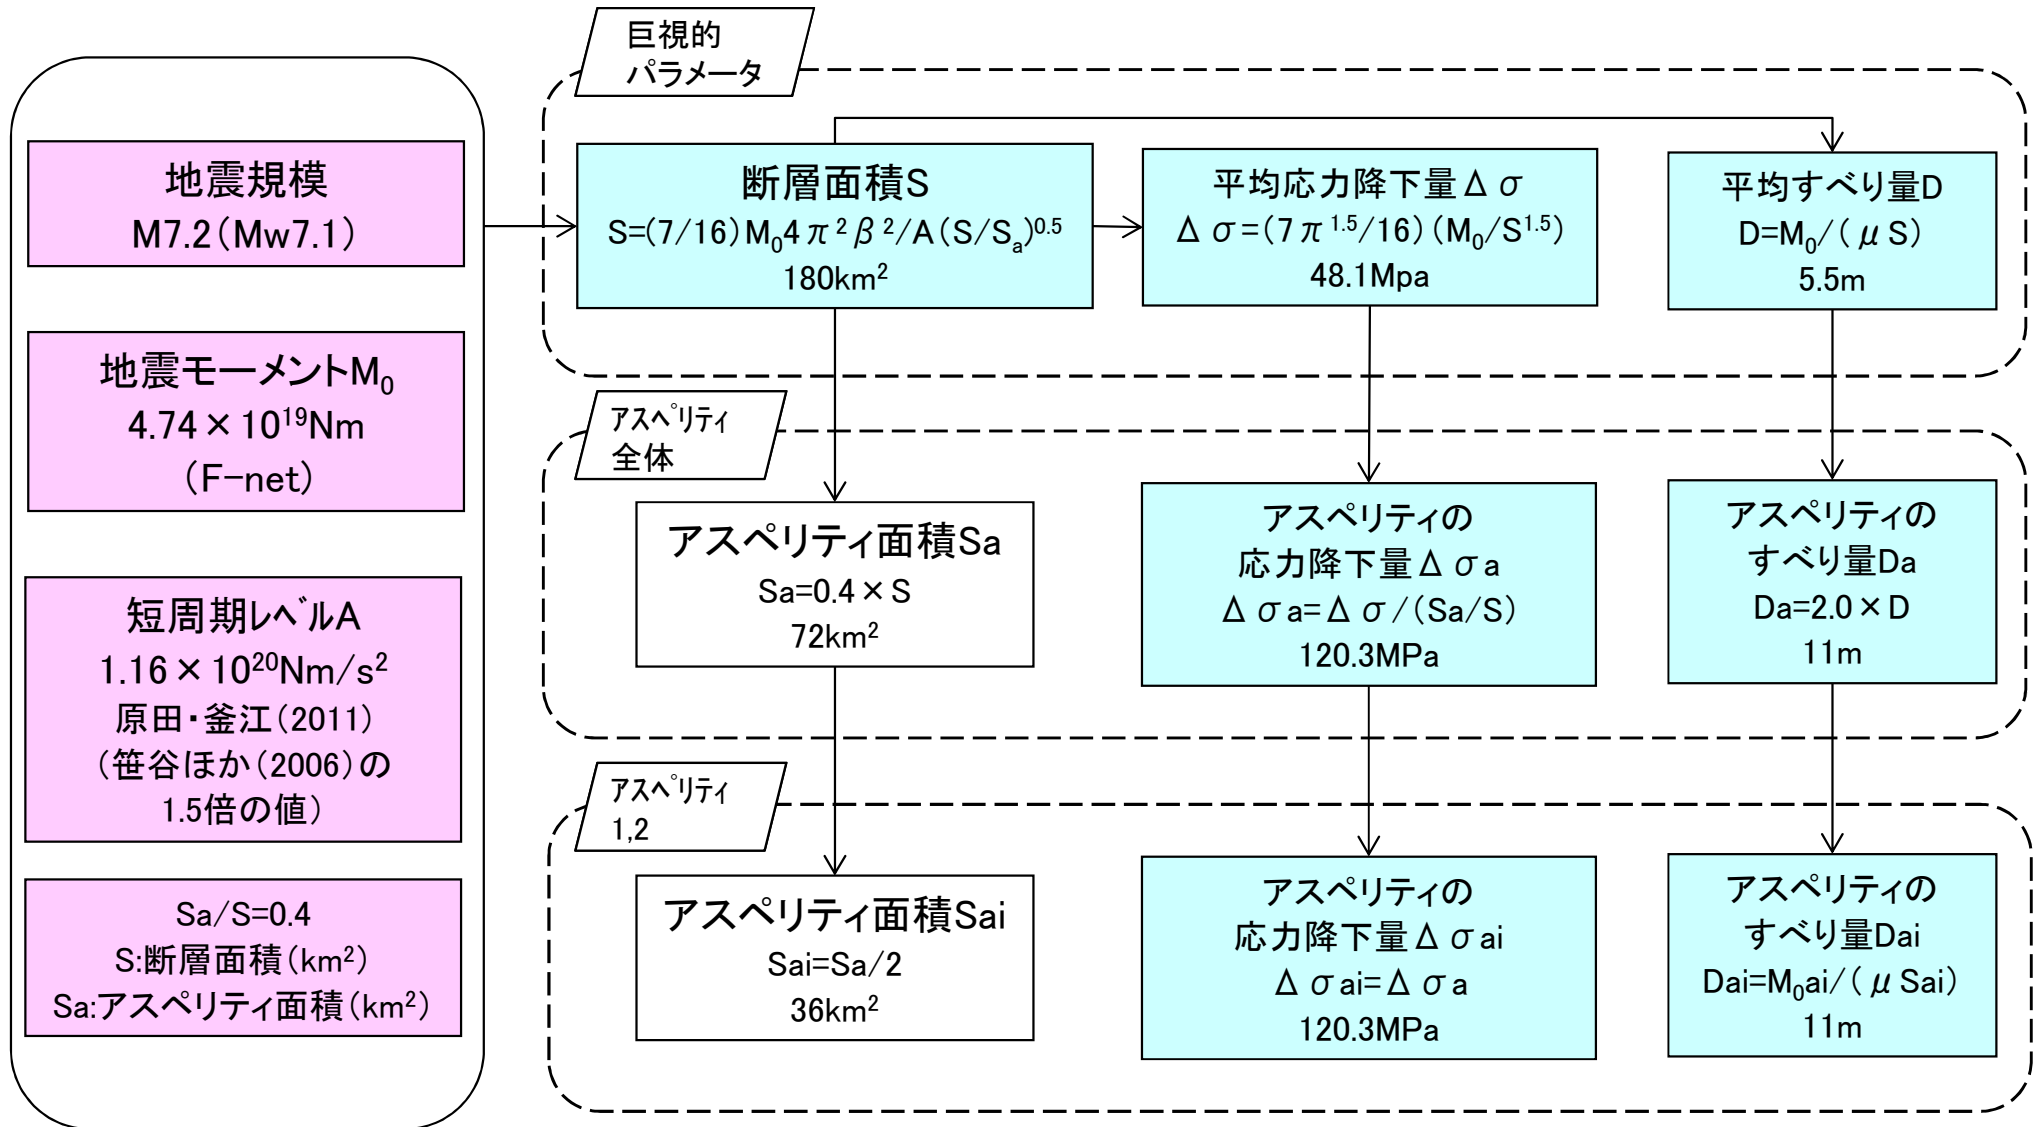 地震規模
M7.2(Mw7.1)
地震モーメントM₀
4.74×10¹⁹Nm
(F-net)
短周期レベルA
1.16×10²⁰Nm/s²
原田・釜江(2011)
(笹谷ほか(2006)の
1.5倍の値)
Sa/S=0.4
S:断層面積(km²)
Sa:アスペリティ面積(km²)
巨視的
パラメータ
断層面積S
S=(7/16)M₀4π²β²/A(S/Sₐ)⁰·⁵
180km²
平均応力降下量Δσ
Δσ=(7π¹·⁵/16)(M₀/S¹·⁵)
48.1Mpa
平均すべり量D
D=M₀/(μS)
5.5m
アスペリティ
全体
アスペリティ面積Sa
Sa=0.4×S
72km²
アスペリティの
応力降下量Δσa
Δσa=Δσ/(Sa/S)
120.3MPa
アスペリティの
すべり量Da
Da=2.0×D
11m
アスペリティ
1,2
アスペリティ面積Sai
Sai=Sa/2
36km²
アスペリティの
応力降下量Δσai
Δσai=Δσa
120.3MPa
アスペリティの
すべり量Dai
Dai=M₀ai/(μSai)
11m